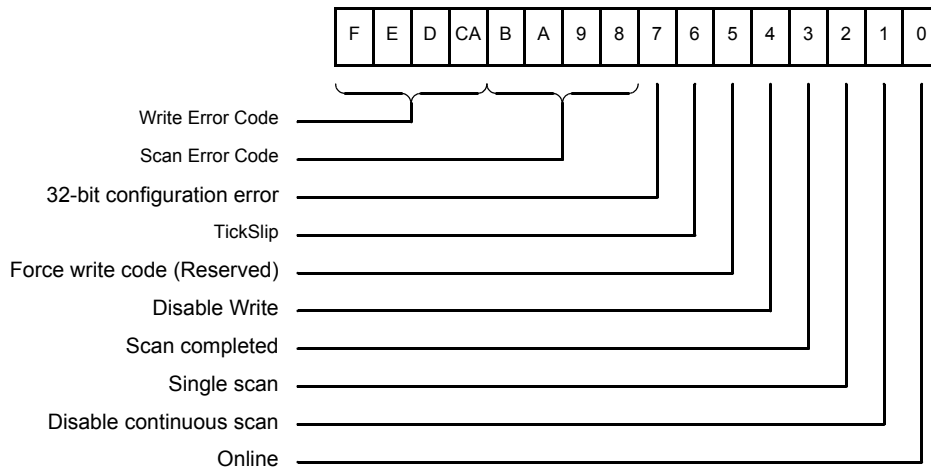 F E D CA B A 9 8 7 6 5 4 3 2 1 0
Write Error Code
Scan Error Code
32-bit configuration error
TickSlip
Force write code (Reserved)
Disable Write
Scan completed
Single scan
Disable continuous scan
Online